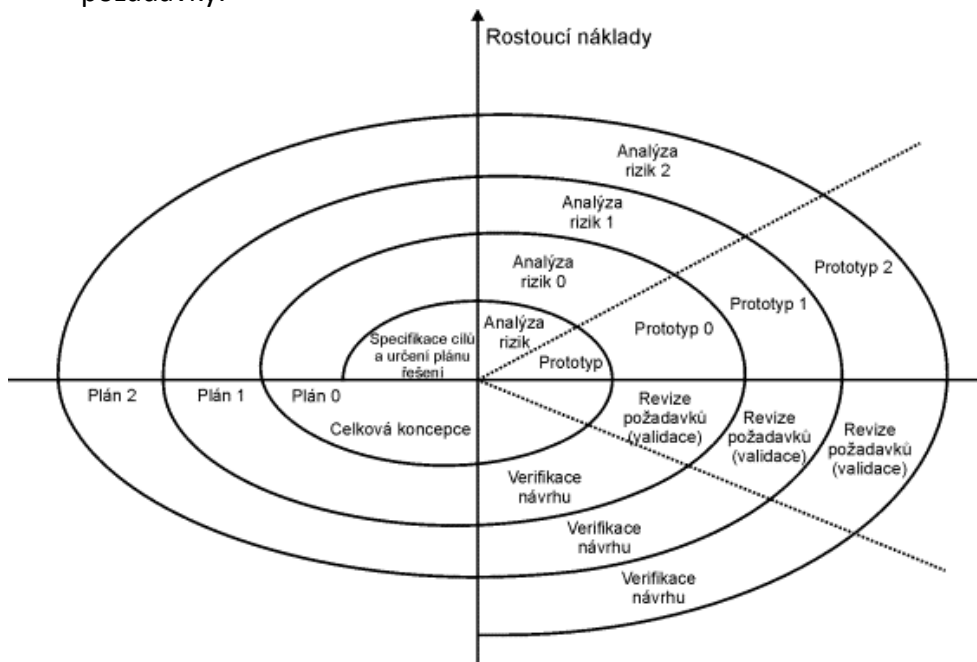 požadavky.
Rostoucí náklady
Analýza
rizik 2
Analýza
rizik 1
Analýza
rizik 0
Prototyp 2
Prototyp 1
Prototyp 0
Analýza
rizik
Specifikace cílů
a určení plánu
řešení
Prototyp
Plán 2
Plán 1
Plán 0
Celková koncepce
Revize
požadavků
(validace)
Revize
požadavků
(validace)
Revize
požadavků
(validace)
Verifikace
návrhu
Verifikace
návrhu
Verifikace
návrhu